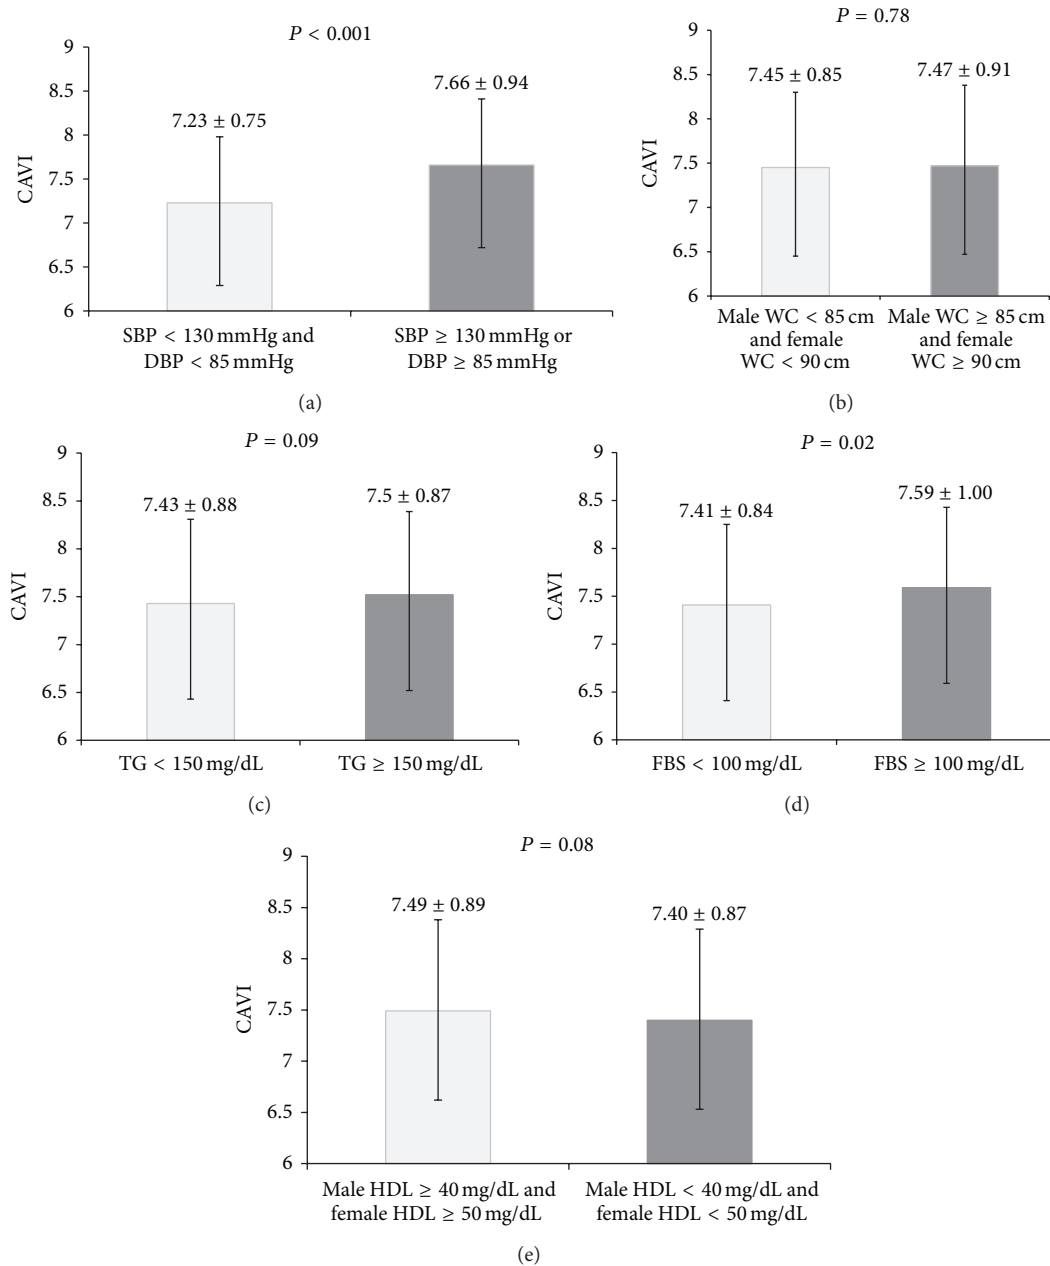 P < 0.001
9
8.5
8
7.5
7
6.5
6
CAVI
7.23 ± 0.75
7.66 ± 0.94
SBP < 130 mmHg and
DBP < 85 mmHg
SBP ≥ 130 mmHg or
DBP ≥ 85 mmHg
(a)
P = 0.78
9
8.5
8
7.5
7
6.5
6
CAVI
7.45 ± 0.85
7.47 ± 0.91
Male WC < 85 cm
and female
WC < 90 cm
Male WC ≥ 85 cm
and female
WC ≥ 90 cm
(b)
P = 0.09
9
8.5
8
7.5
7
6.5
6
CAVI
7.43 ± 0.88
7.5 ± 0.87
TG < 150 mg/dL
TG ≥ 150 mg/dL
(c)
P = 0.02
9
8.5
8
7.5
7
6.5
6
CAVI
7.41 ± 0.84
7.59 ± 1.00
FBS < 100 mg/dL
FBS ≥ 100 mg/dL
(d)
P = 0.08
9
8.5
8
7.5
7
6.5
6
CAVI
7.49 ± 0.89
7.40 ± 0.87
Male HDL ≥ 40 mg/dL and
female HDL ≥ 50 mg/dL
Male HDL < 40 mg/dL and
female HDL < 50 mg/dL
(e)